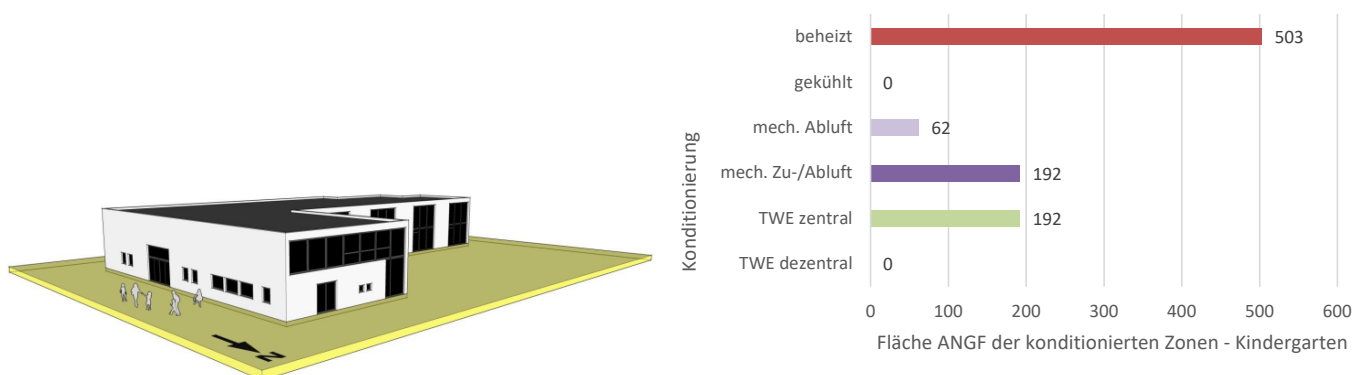 N
beheizt
503
gekühlt
0
mech. Abluft
62
mech. Zu-/Abluft
192
TWE zentral
192
TWE dezentral
0
Konditionierung
0 100 200 300 400 500 600
Fläche ANGF der konditionierten Zonen - Kindergarten